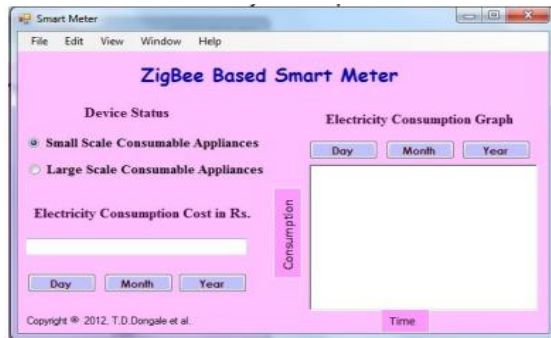 Smart Meter
File Edit View Window Help
ZigBee Based Smart Meter
Device Status
Small Scale Consumable Appliances
Large Scale Consumable Appliances
Electricity Consumption Cost in Rs.
Day Month Year
Copyright © 2012, T.D.Dongale et al.
Electricity Consumption Graph
Day Month Year
Consumption
Time